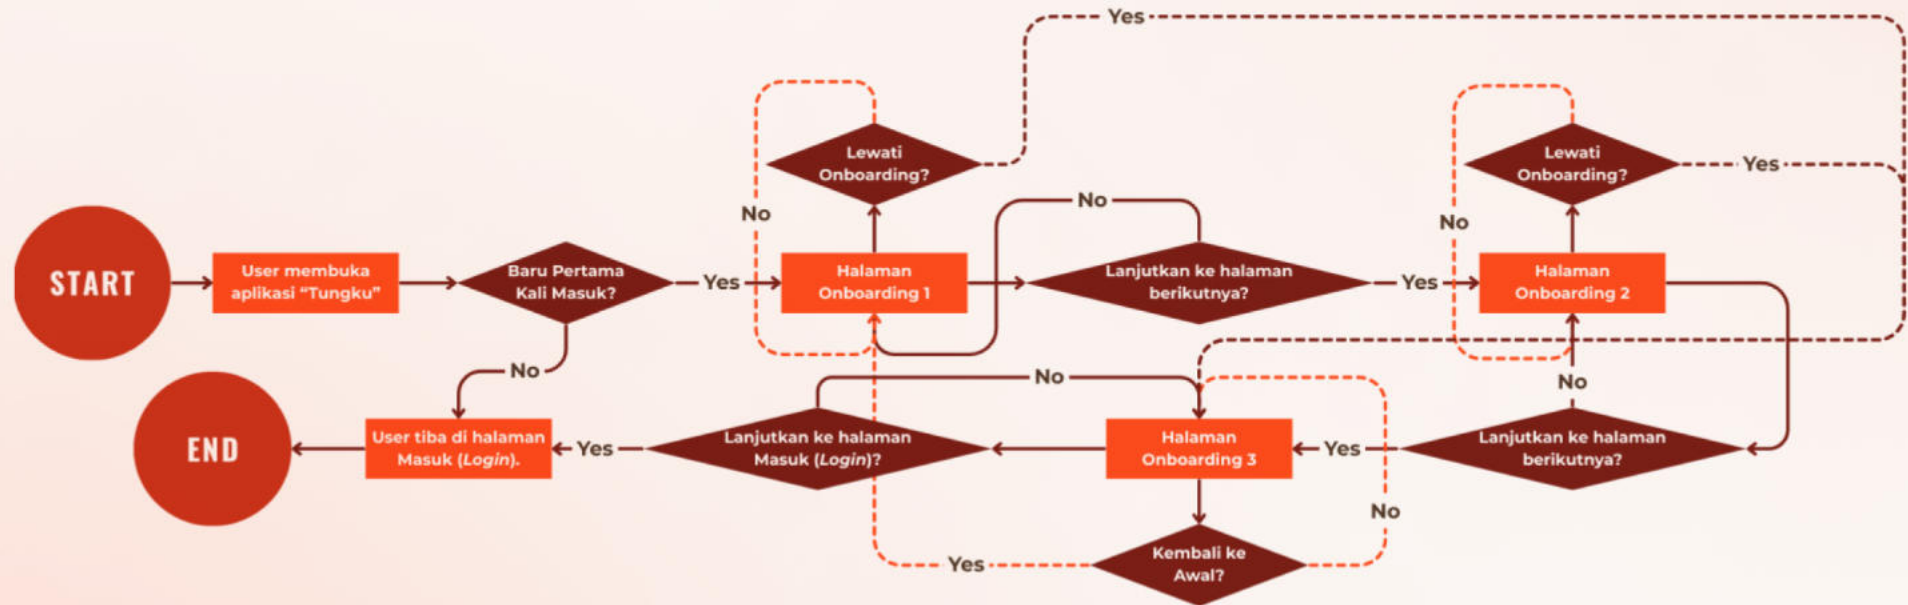 Yes
Lewati
Onboarding?
Yes
Lewati
Onboarding?
Yes
No
No
No
START
User membuka
aplikasi “Tungku”
Baru Pertama
Kali Masuk?
Yes
Halaman
Onboarding 1
Lanjutkan ke halaman
berikutnya?
Yes
Halaman
Onboarding 2
No
No
No
END
User tiba di halaman
Masuk (Login).
Yes
Lanjutkan ke halaman
Masuk (Login)?
Halaman
Onboarding 3
Yes
Lanjutkan ke halaman
berikutnya?
No
Yes
Kembali ke
Awal?